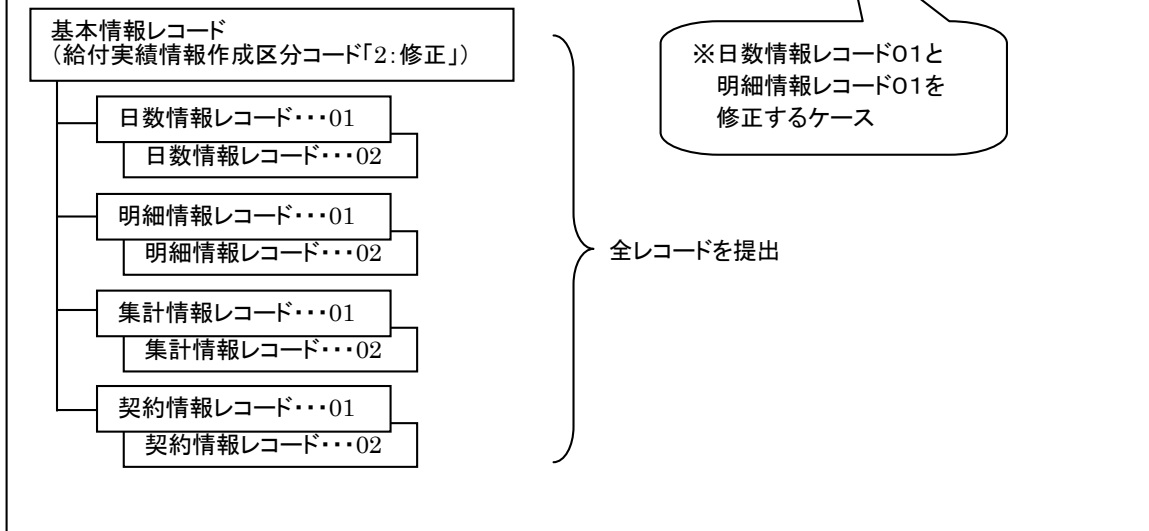 基本情報レコード
（給付実績情報作成区分コード「2:修正」）
日数情報レコード･･･01
日数情報レコード･･･02
明細情報レコード･･･01
明細情報レコード･･･02
集計情報レコード･･･01
集計情報レコード･･･02
契約情報レコード･･･01
契約情報レコード･･･02
全レコードを提出
※日数情報レコード０１と
明細情報レコード０１を
修正するケース